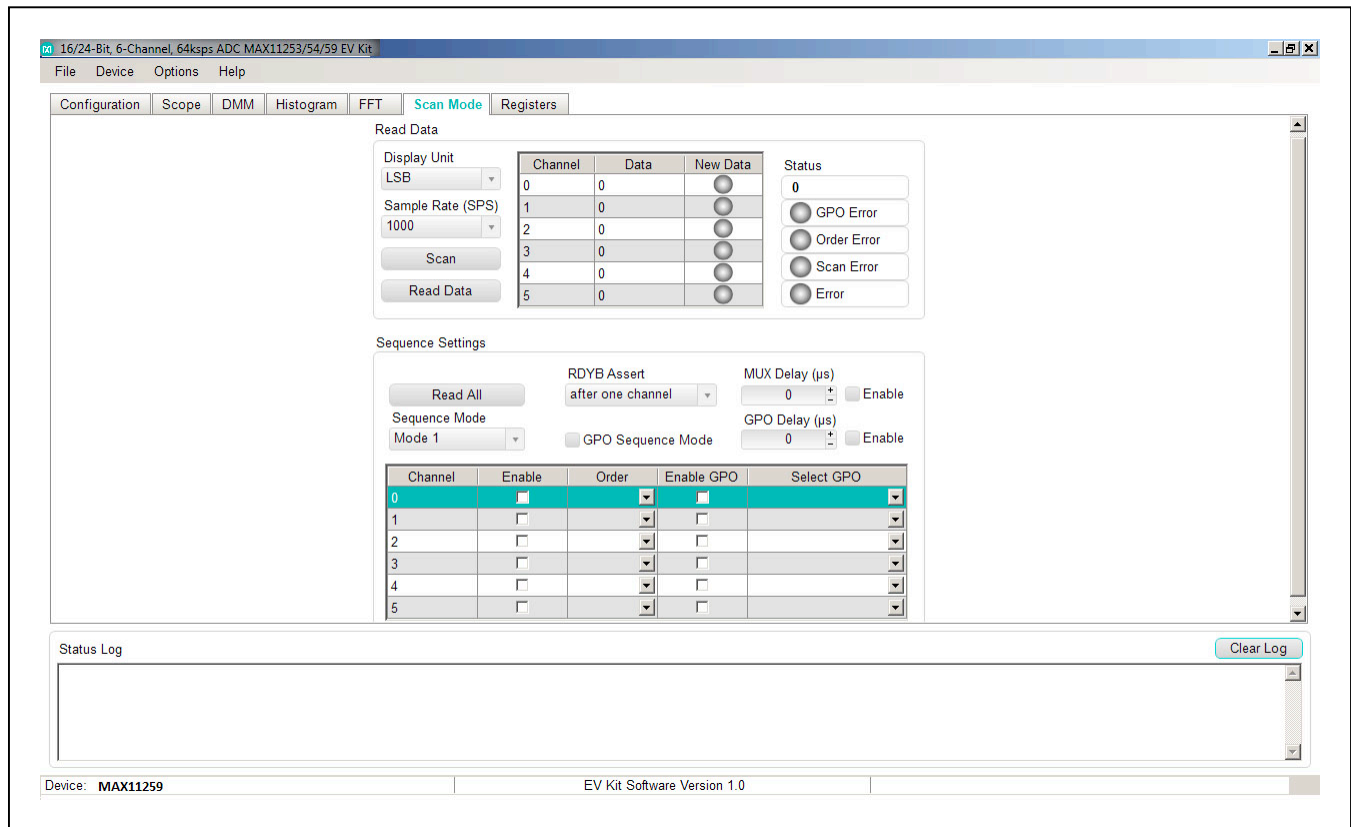 16/24-Bit, 6-Channel, 64ksps ADC MAX11253/54/59 EV Kit
File Device Options Help
Configuration Scope DMM Histogram FFT Scan Mode Registers
Read Data
Display Unit
LSB
Sample Rate (SPS)
1000
Scan
Read Data
Channel Data New Data
0 0
1 0
2 0
3 0
4 0
5 0
Status
0
GPO Error
Order Error
Scan Error
Error
Sequence Settings
Read All
Sequence Mode
Mode 1
RDYB Assert
after one channel
GPO Sequence Mode
MUX Delay (µs)
0 Enable
GPO Delay (µs)
0 Enable
Channel Enable Order Enable GPO Select GPO
0
1
2
3
4
5
Status Log
Clear Log
Device: MAX11259
EV Kit Software Version 1.0